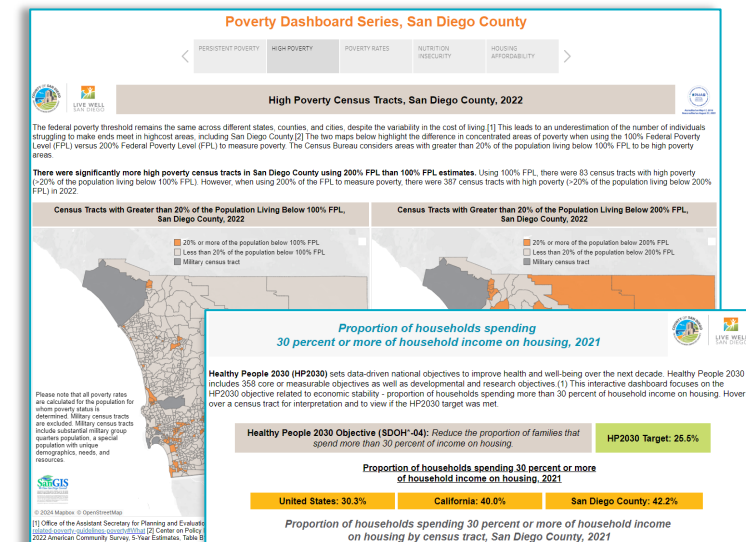 Poverty Dashboard Series, San Diego County
PERSISTENT POVERTY
HIGH POVERTY
POVERTY RATES
NUTRITION
INSECURITY
HOUSING
AFFORDABILITY
LIVE WELL
SAN DIEGO
High Poverty Census Tracts, San Diego County, 2022
The federal poverty threshold remains the same across different states, counties, and cities, despite the variability in the cost of living.[1] This leads to an underestimation of the number of individuals
struggling to make ends meet in highcost areas, including San Diego County.[2] The two maps below highlight the difference in concentrated areas of poverty when using the 100% Federal Poverty
Level (FPL) versus 200% Federal Poverty Level (FPL) to measure poverty. The Census Bureau considers areas with greater than 20% of the population living below 100% FPL to be high poverty
areas.
There were significantly more high poverty census tracts in San Diego County using 200% FPL than 100% FPL estimates. Using 100% FPL, there were 83 census tracts with high poverty
(>20% of the population living below 100% FPL). However, when using 200% of the FPL to measure poverty, there were 387 census tracts with high poverty (>20% of the population living below 200%
FPL) in 2022.
Census Tracts with Greater than 20% of the Population Living Below 100% FPL,
San Diego County, 2022
20% or more of the population below 100% FPL
Less than 20% of the population below 100% FPL
Military census tract
Census Tracts with Greater than 20% of the Population Living Below 200% FPL,
San Diego County, 2022
20% or more of the population below 200% FPL
Less than 20% of the population below 200% FPL
Military census tract
Please note that all poverty rates
are calculated for the population for
whom poverty status is
determined. Military census tracts
are excluded. Military census tracts
include substantial military group
quarters population, a special
population with unique
demographics, needs, and
resources.
SanGIS
© 2024 Mapbox © OpenStreetMap
[1] Office of the Assistant Secretary for Planning and Evaluatio
related-poverty-guidelines-poverty#What [2] Center on Policy
2022 American Community Survey, 5-Year Estimates, Table B
Proportion of households spending
30 percent or more of household income on housing, 2021
LIVE WELL
SAN DIEGO
Healthy People 2030 (HP2030) sets data-driven national objectives to improve health and well-being over the next decade. Healthy People 2030
includes 358 core or measurable objectives as well as developmental and research objectives.(1) This interactive dashboard focuses on the
HP2030 objective related to economic stability - proportion of households spending more than 30 percent of household income on housing. Hover
over a census tract for interpretation and to view if the HP2030 target was met.
Healthy People 2030 Objective (SDOH*-04): Reduce the proportion of families that
spend more than 30 percent of income on housing.
HP2030 Target: 25.5%
Proportion of households spending 30 percent or more
of household income on housing, 2021
United States: 30.3%
California: 40.0%
San Diego County: 42.2%
Proportion of households spending 30 percent or more of household income
on housing by census tract, San Diego County, 2021